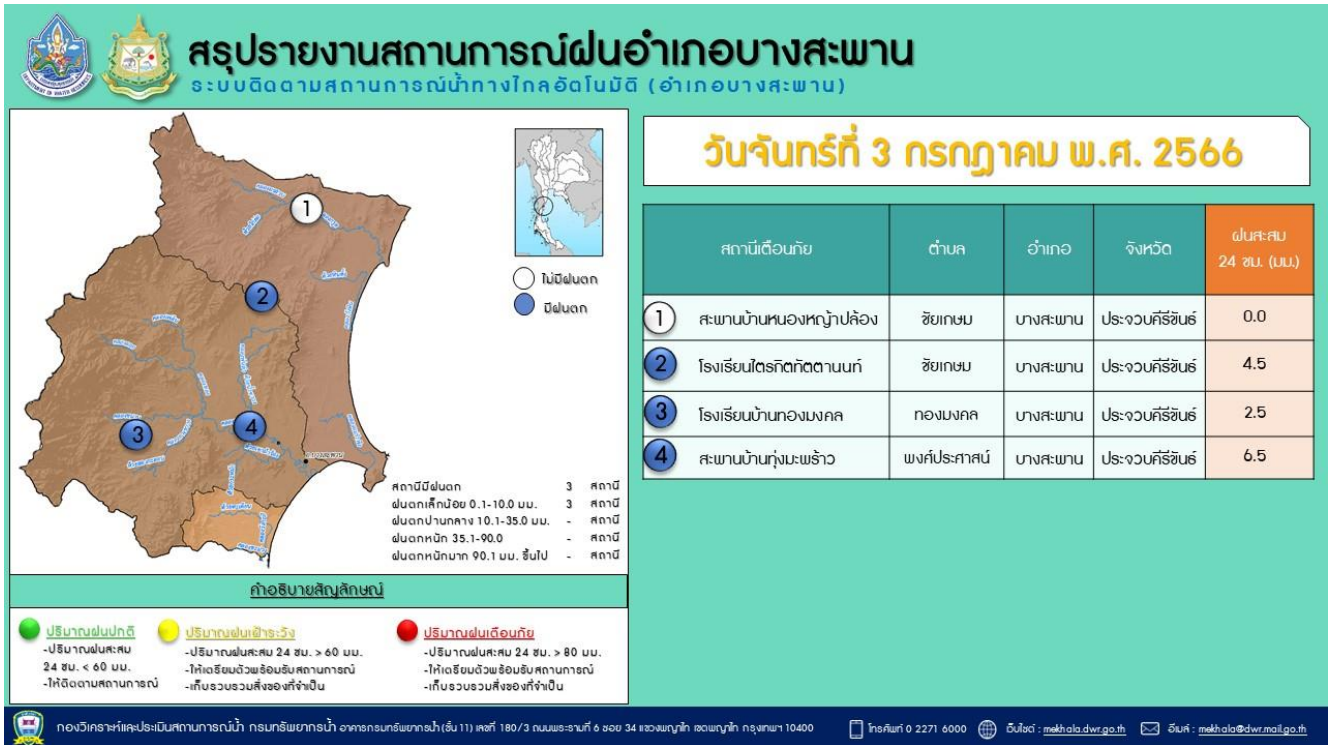 สรุปรายงานสถานการณ์ฝนอำเภอบางสะพาน
ระบบติดตามสถานการณ์น้ำทางไกลอัตโนมัติ (อำเภอบางสะพาน)
1
2
3
4
ไม่มีฝนตก
มีฝนตก
สถานีมีฝนตก 3 สถานี
ฝนตกเล็กน้อย 0.1-10.0 มม. 3 สถานี
ฝนตกปานกลาง 10.1-35.0 มม. - สถานี
ฝนตกหนัก 35.1-90.0 - สถานี
ฝนตกหนักมาก 90.1 มม. ขึ้นไป - สถานี
คำอธิบายสัญลักษณ์
ปริมาณฝนปกติ
-ปริมาณฝนสะสม
24 ชม. < 60 มม.
-ให้ติดตามสถานการณ์
ปริมาณฝนเฝ้าระวัง
-ปริมาณฝนสะสม 24 ชม. > 60 มม.
-ให้เตรียมตัวพร้อมรับสถานการณ์
-เก็บรวบรวมสิ่งของที่จำเป็น
ปริมาณฝนเตือนภัย
-ปริมาณฝนสะสม 24 ชม. > 80 มม.
-ให้เตรียมตัวพร้อมรับสถานการณ์
-เก็บรวบรวมสิ่งของที่จำเป็น
วันจันทร์ที่ 3 กรกฎาคม พ.ศ. 2566
สถานีเตือนภัย ตำบล อำเภอ จังหวัด ฝนสะสม
24 ชม. (มม.)
1 สะพานบ้านหนองหญ้าปล้อง ชัยเกษม บางสะพาน ประจวบคีรีขันธ์ 0.0
2 โรงเรียนไตรกิตทัตตานนท์ ชัยเกษม บางสะพาน ประจวบคีรีขันธ์ 4.5
3 โรงเรียนบ้านทองมงคล ทองมงคล บางสะพาน ประจวบคีรีขันธ์ 2.5
4 สะพานบ้านทุ่งมะพร้าว พงศ์ประศาสน์ บางสะพาน ประจวบคีรีขันธ์ 6.5
กองวิเคราะห์และประเมินสถานการณ์น้ำ กรมทรัพยากรน้ำ อาคารกรมทรัพยากรน้ำ (ชั้น 11) เลขที่ 180/3 ถนนพระรามที่ 6 ซอย 34 แขวงพญาไท เขตพญาไท กรุงเทพฯ 10400 โทรศัพท์ 0 2271 6000 เว็บไซต์ : mekhala.dwr.go.th อีเมล์ : mekhala@dwr.mail.go.th